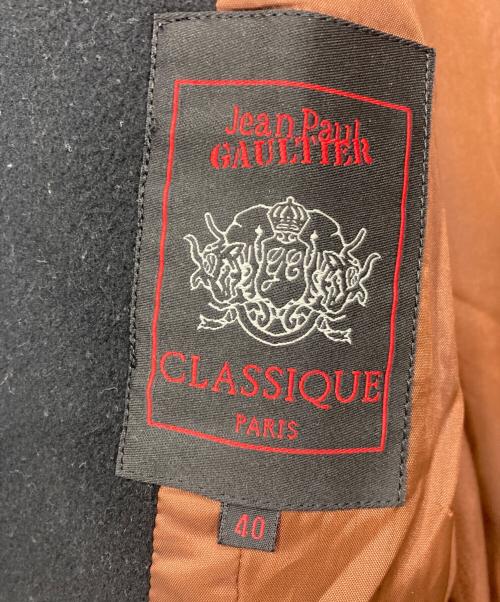 Jean Paul
GAULTIER
CLASSIQUE
PARIS
40